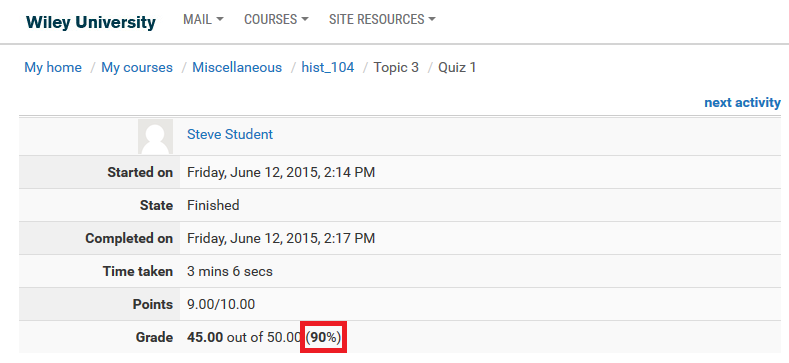 Wiley University MAIL COURSES SITE RESOURCES
My home / My courses / Miscellaneous / hist_104 / Topic 3 / Quiz 1
next activity
Steve Student
Started on Friday, June 12, 2015, 2:14 PM
State Finished
Completed on Friday, June 12, 2015, 2:17 PM
Time taken 3 mins 6 secs
Points 9.00/10.00
Grade 45.00 out of 50.00 (90%)